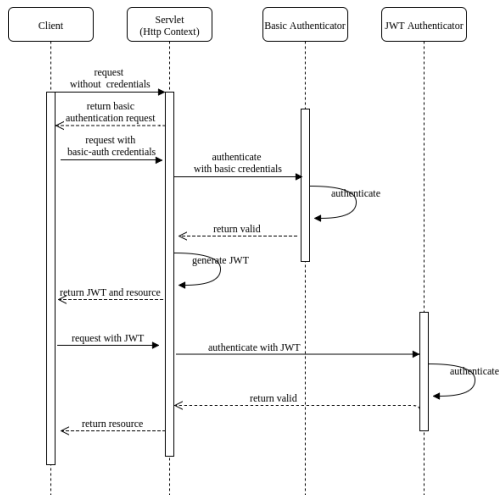 Client
Servlet
(Http Context)
Basic Authenticator
JWT Authenticator
request
without credentials
return basic
authentication request
request with
basic-auth credentials
authenticate
with basic credentials
authenticate
return valid
generate JWT
return JWT and resource
request with JWT
authenticate with JWT
authenticate
return valid
return resource